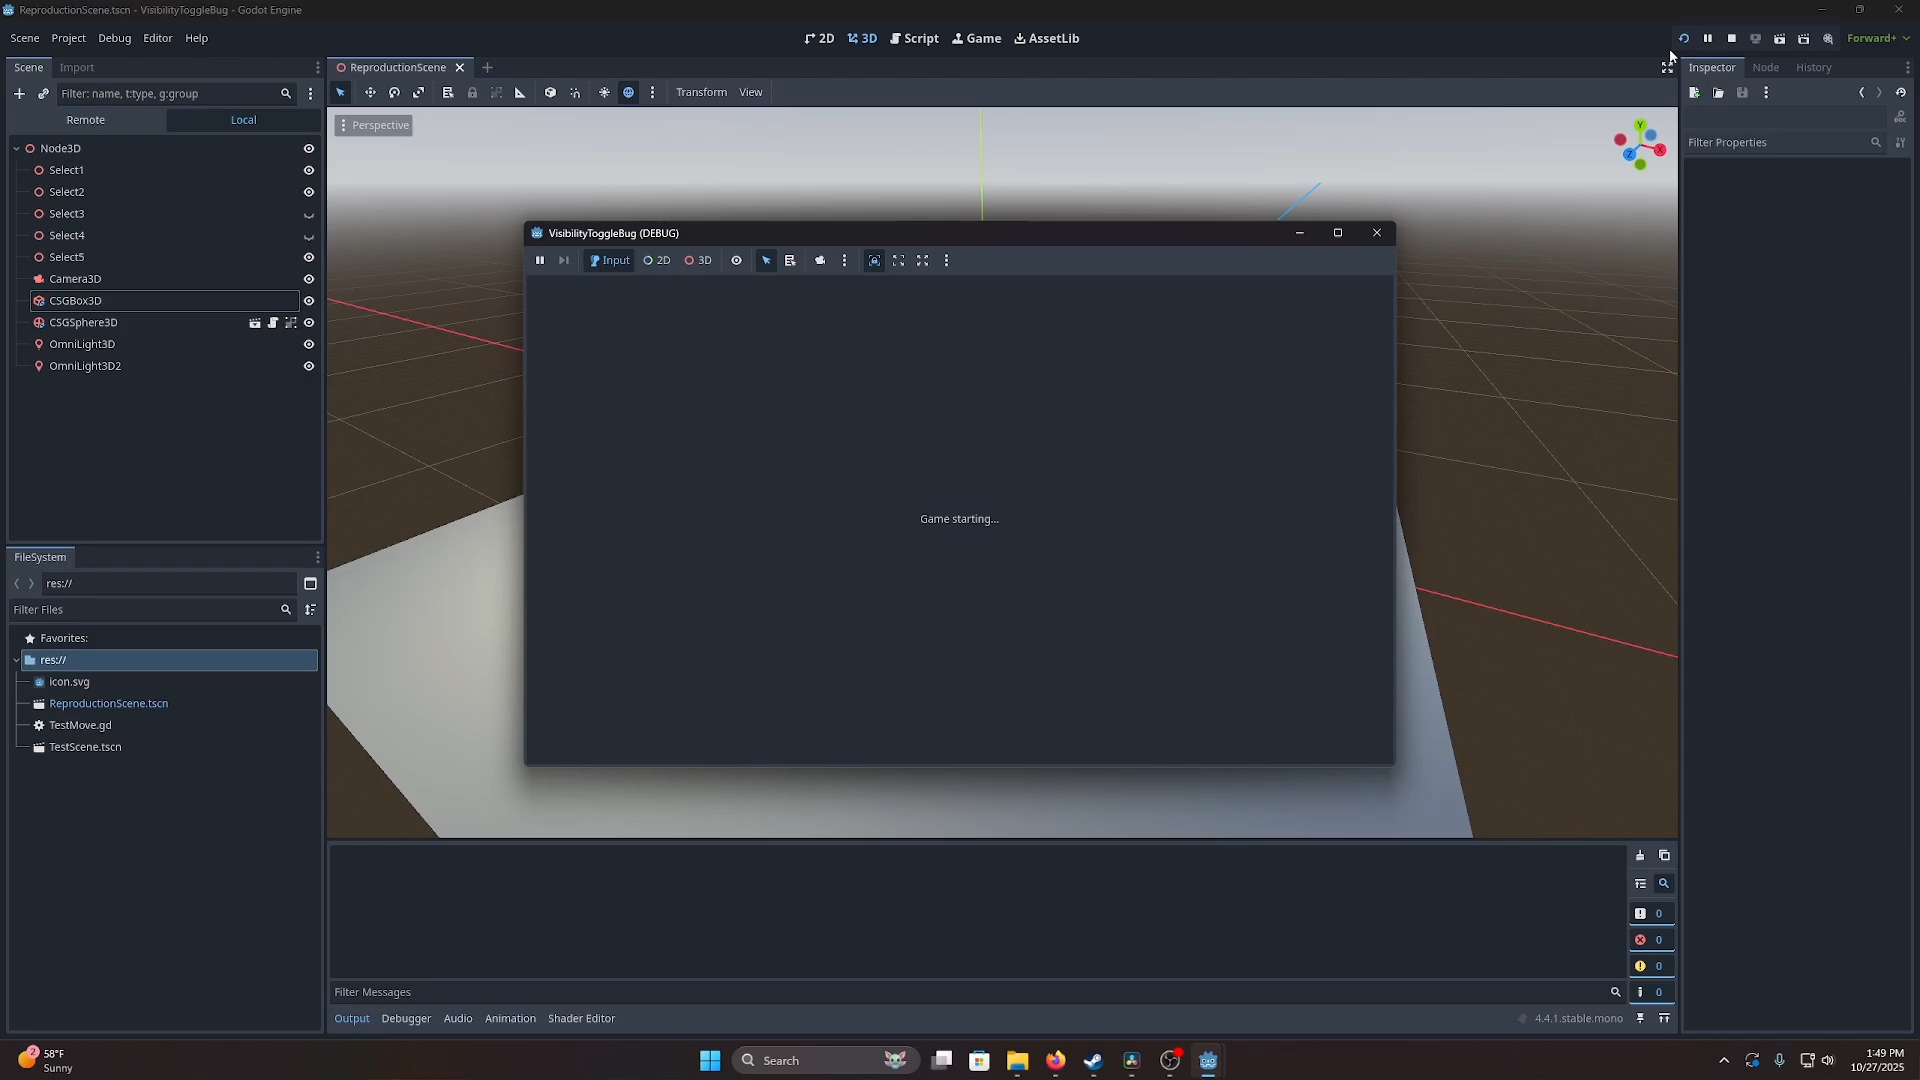 ReproductionScene.tscn - VisibilityToggleBug - Godot Engine
Scene Project Debug Editor Help
2D 3D Script Game AssetLib
Forward+
Scene Import
ReproductionScene
Inspector Node History
Filter: name, t:type, g:group
Transform View
Remote Local
Perspective
Y
X
Z
Filter Properties
Node3D
Select1
Select2
Select3
Select4
Select5
Camera3D
CSGBox3D
CSGSphere3D
OmniLight3D
OmniLight3D2
VisibilityToggleBug (DEBUG)
Input 2D 3D
Game starting...
FileSystem
res://
Filter Files
Favorites:
res://
icon.svg
ReproductionScene.tscn
TestMove.gd
TestScene.tscn
0
0
0
0
Filter Messages
Output Debugger Audio Animation Shader Editor
4.4.1.stable.mono
2
58°F
Sunny
Search
1:49 PM
10/27/2025